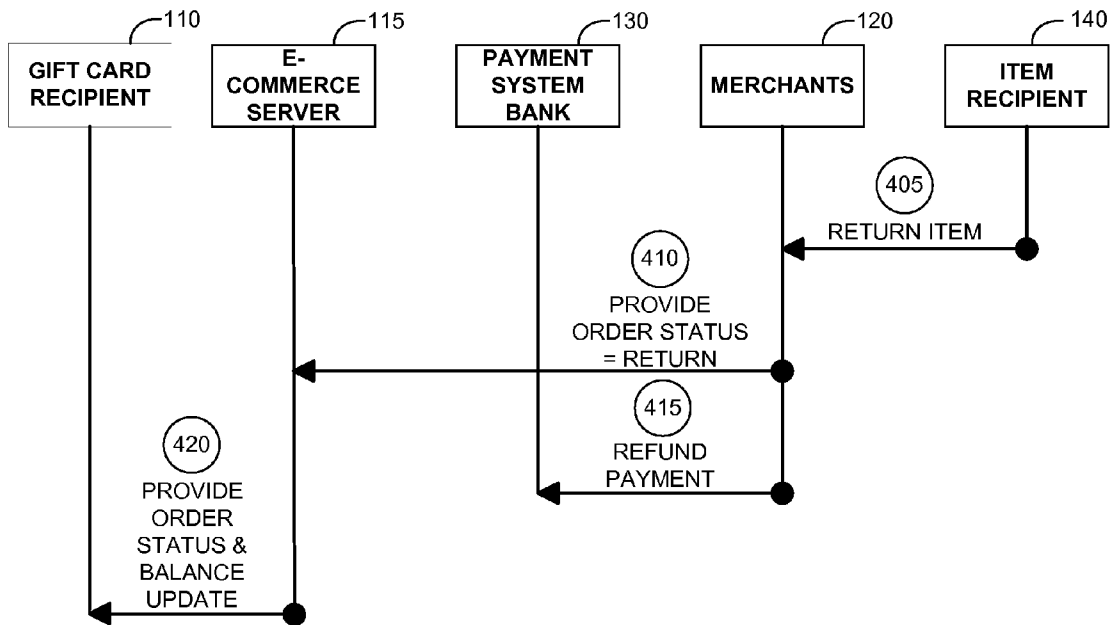 110
115
130
120
140
GIFT CARD
RECIPIENT
E-
COMMERCE
SERVER
PAYMENT
SYSTEM
BANK
MERCHANTS
ITEM
RECIPIENT
405
RETURN ITEM
410
PROVIDE
ORDER STATUS
= RETURN
415
REFUND
PAYMENT
420
PROVIDE
ORDER
STATUS &
BALANCE
UPDATE